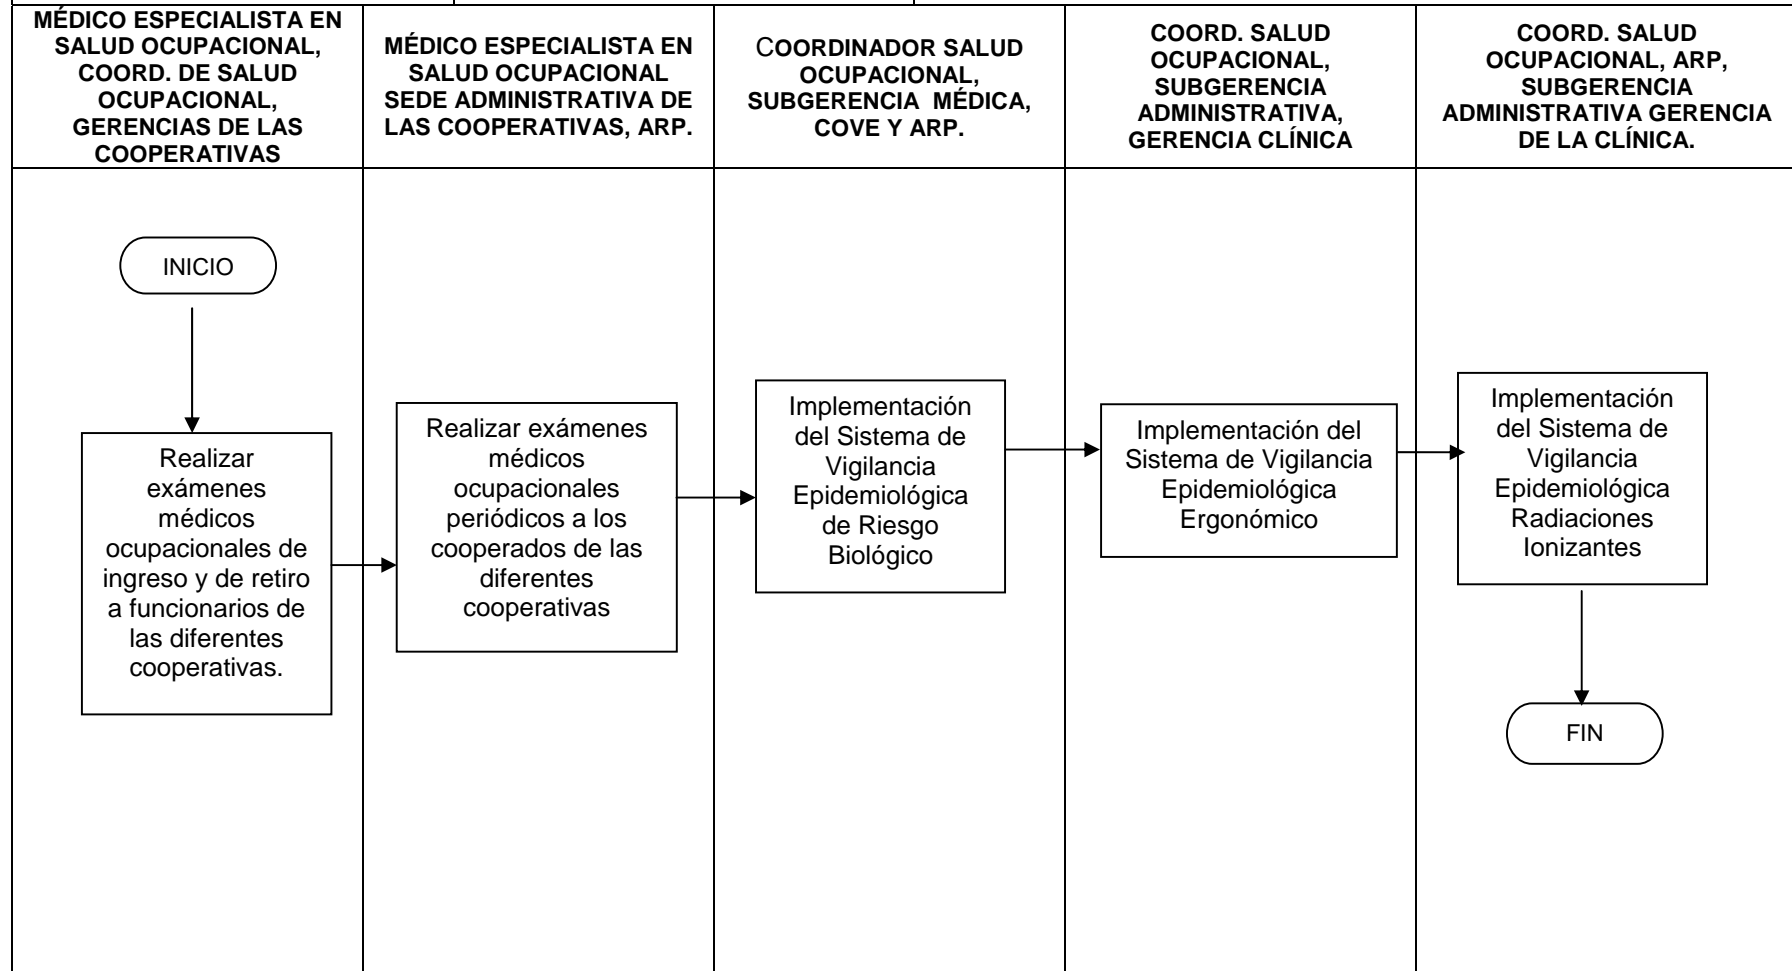 MÉDICO ESPECIALISTA EN
SALUD OCUPACIONAL,
COORD. DE SALUD
OCUPACIONAL,
GERENCIAS DE LAS
COOPERATIVAS
MÉDICO ESPECIALISTA EN
SALUD OCUPACIONAL
SEDE ADMINISTRATIVA DE
LAS COOPERATIVAS, ARP.
COORDINADOR SALUD
OCUPACIONAL,
SUBGERENCIA MÉDICA,
COVE Y ARP.
COORD. SALUD
OCUPACIONAL,
SUBGERENCIA
ADMINISTRATIVA,
GERENCIA CLÍNICA
COORD. SALUD
OCUPACIONAL, ARP,
SUBGERENCIA
ADMINISTRATIVA GERENCIA
DE LA CLÍNICA.
INICIO
Realizar
exámenes
médicos
ocupacionales de
ingreso y de retiro
a funcionarios de
las diferentes
cooperativas.
Realizar exámenes
médicos
ocupacionales
periódicos a los
cooperados de las
diferentes
cooperativas
Implementación
del Sistema de
Vigilancia
Epidemiológica
de Riesgo
Biológico
Implementación del
Sistema de Vigilancia
Epidemiológica
Ergonómico
Implementación
del Sistema de
Vigilancia
Epidemiológica
Radiaciones
Ionizantes
FIN